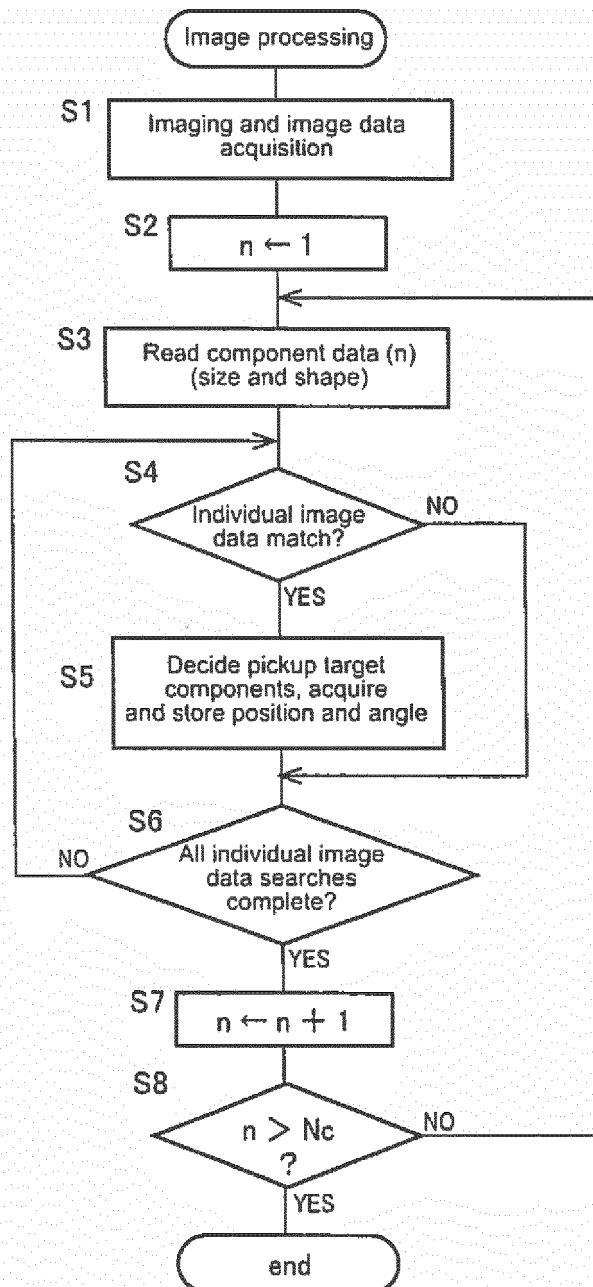 Image processing
S1
Imaging and image data
acquisition
S2
n ← 1
S3
Read component data (n)
(size and shape)
S4
Individual image
data match?
NO
YES
S5
Decide pickup target
components, acquire
and store position and angle
S6
All individual image
data searches
complete?
NO
YES
S7
n ← n + 1
S8
n > Nc
?
NO
YES
end